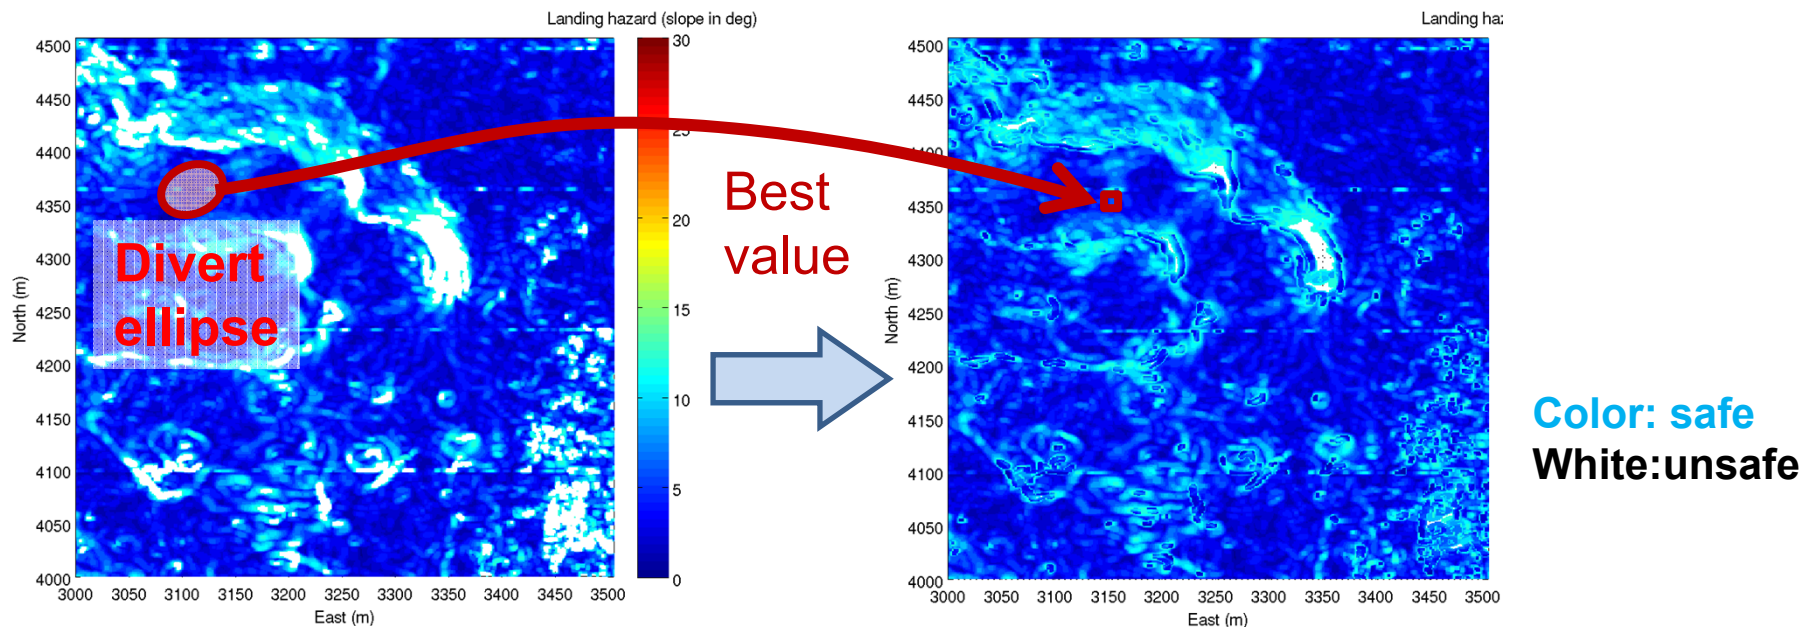 Landing hazard (slope in deg)
4500
4450
4400
4350
4300
4250
4200
4150
4100
4050
4000
North (m)
3000 3050 3100 3150 3200 3250 3300 3350 3400 3450 3500
East (m)
Divert
ellipse
30
25
20
15
10
5
0
Best
value
Landing haz
4500
4450
4400
4350
4300
4250
4200
4150
4100
4050
4000
North (m)
3000 3050 3100 3150 3200 3250 3300 3350 3400 3450 3500
East (m)
Color: safe
White:unsafe